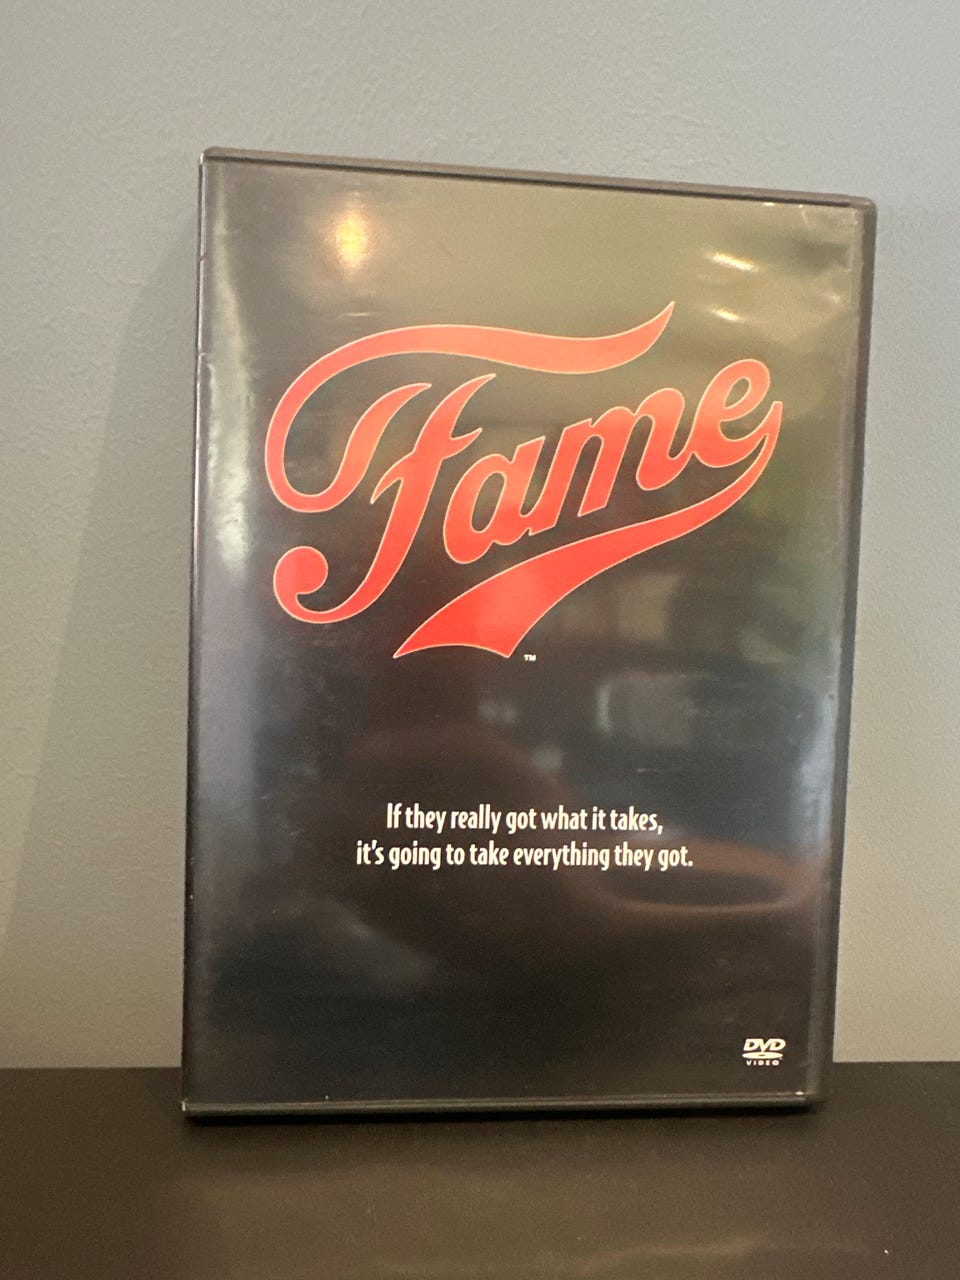 Fame
TM
If they really got what it takes,
it's going to take everything they got.
DVD
VIDEO